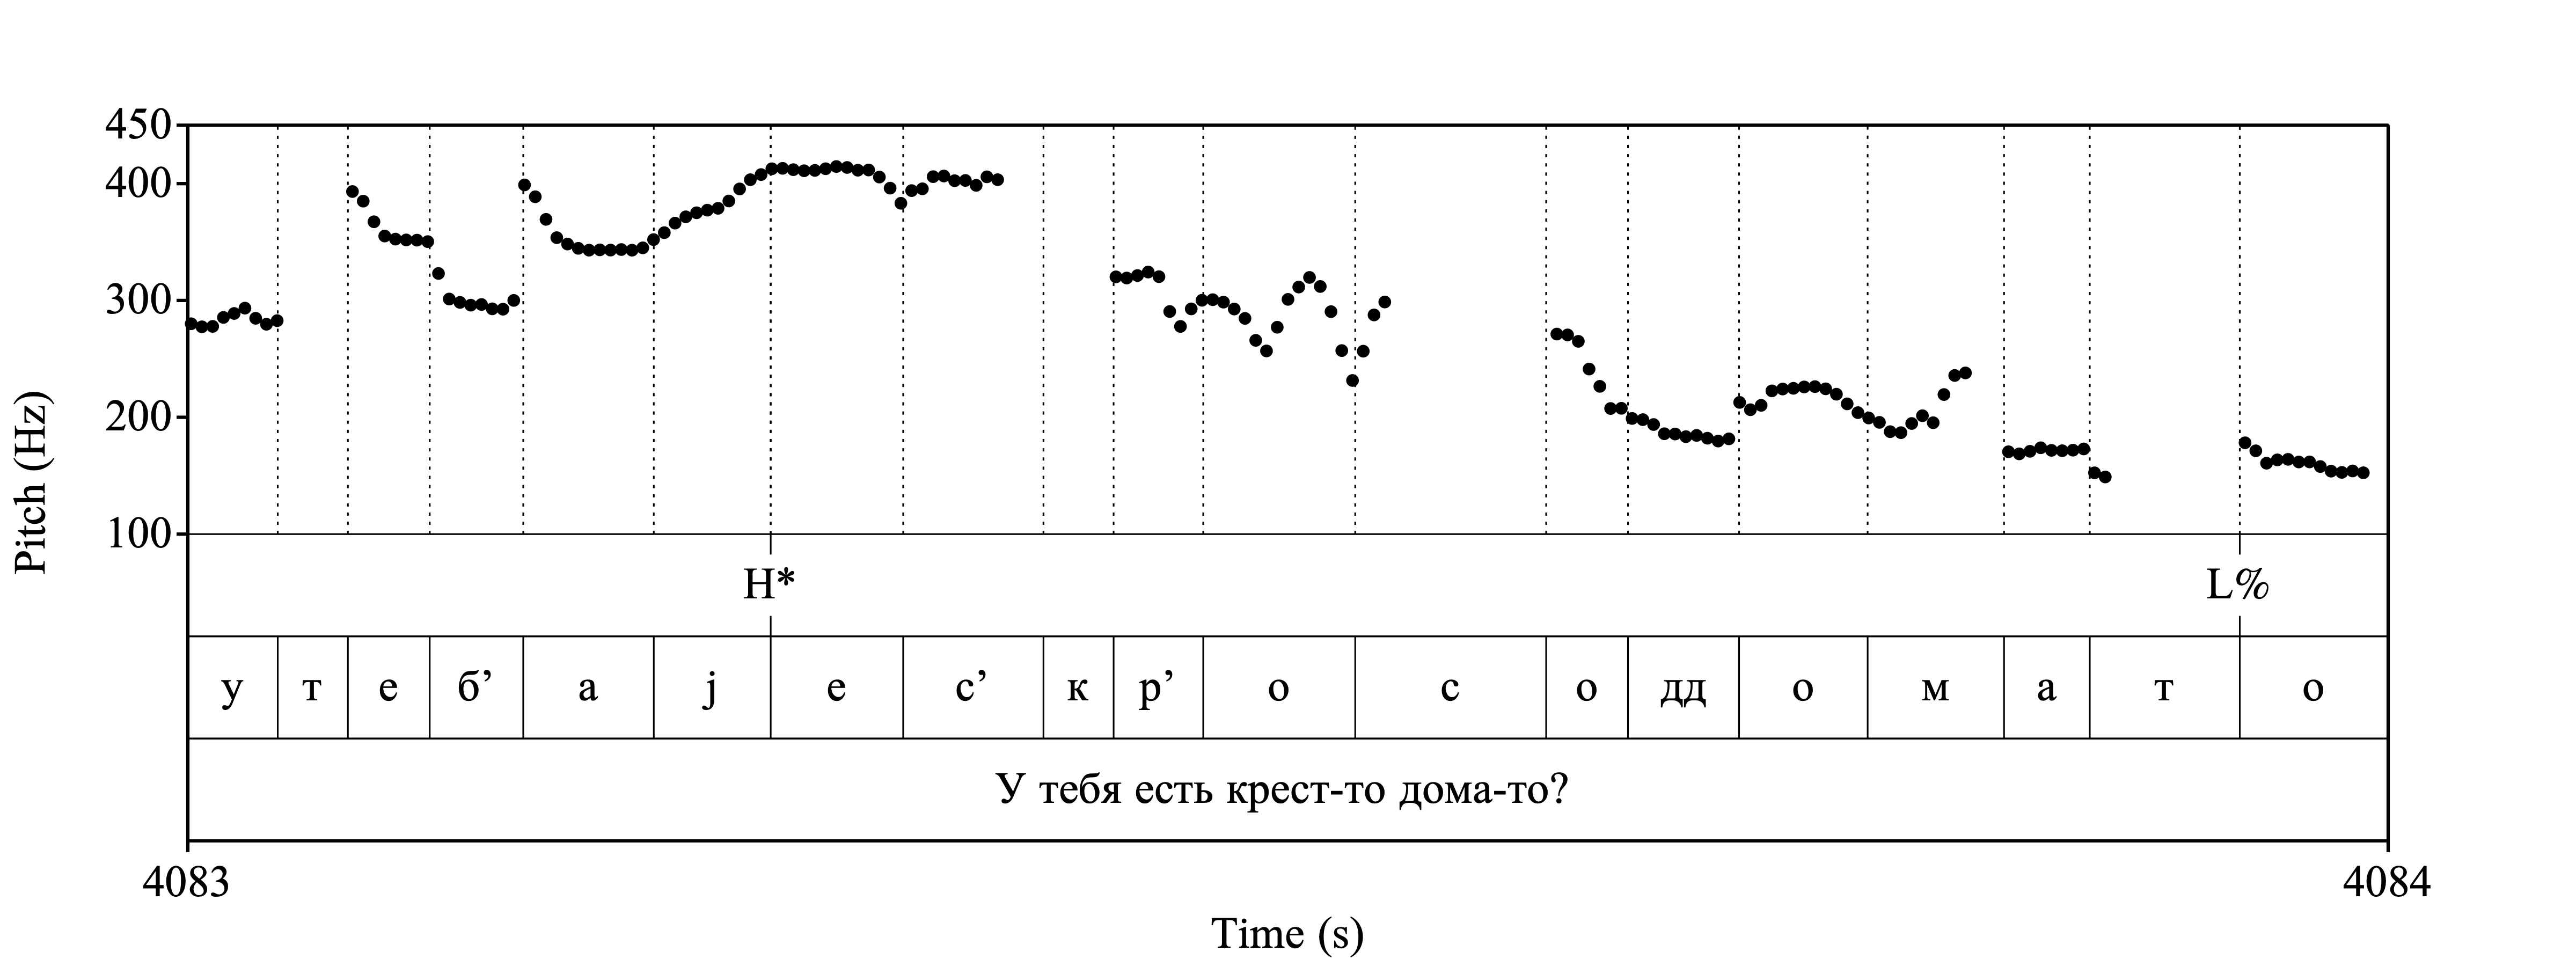 450
400
300
200
100
Pitch (Hz)
H* L%
у т е б’ а j е с’ к р’ о с о дд о м а т о
У тебя есть крест-то дома-то?
4083 4084
Time (s)